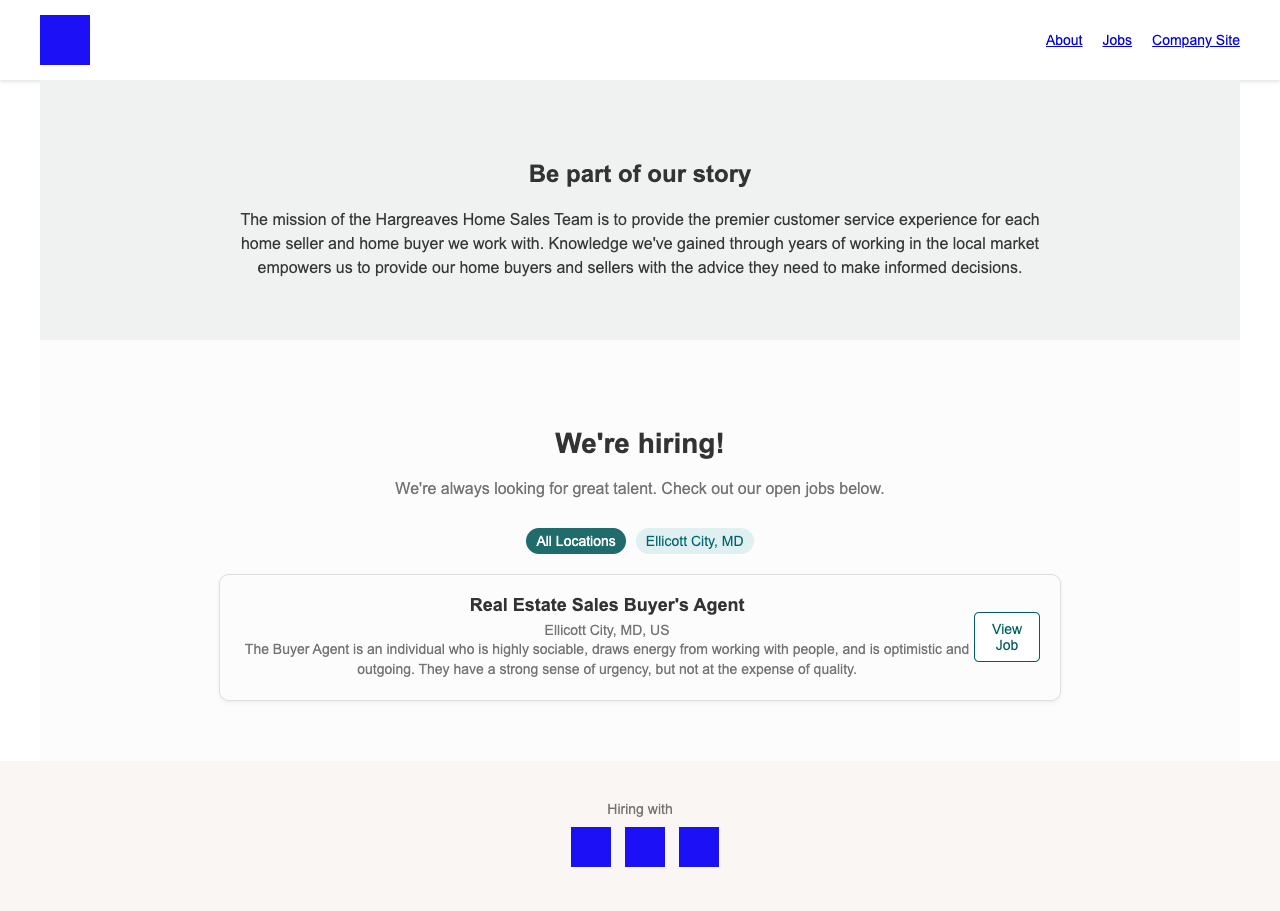 About
Jobs
Company Site
Be part of our story
The mission of the Hargreaves Home Sales Team is to provide the premier customer service experience for each
home seller and home buyer we work with. Knowledge we've gained through years of working in the local market
empowers us to provide our home buyers and sellers with the advice they need to make informed decisions.
We're hiring!
We're always looking for great talent. Check out our open jobs below.
All Locations
Ellicott City, MD
Real Estate Sales Buyer's Agent
Ellicott City, MD, US
The Buyer Agent is an individual who is highly sociable, draws energy from working with people, and is optimistic and
outgoing. They have a strong sense of urgency, but not at the expense of quality.
View
Job
Hiring with